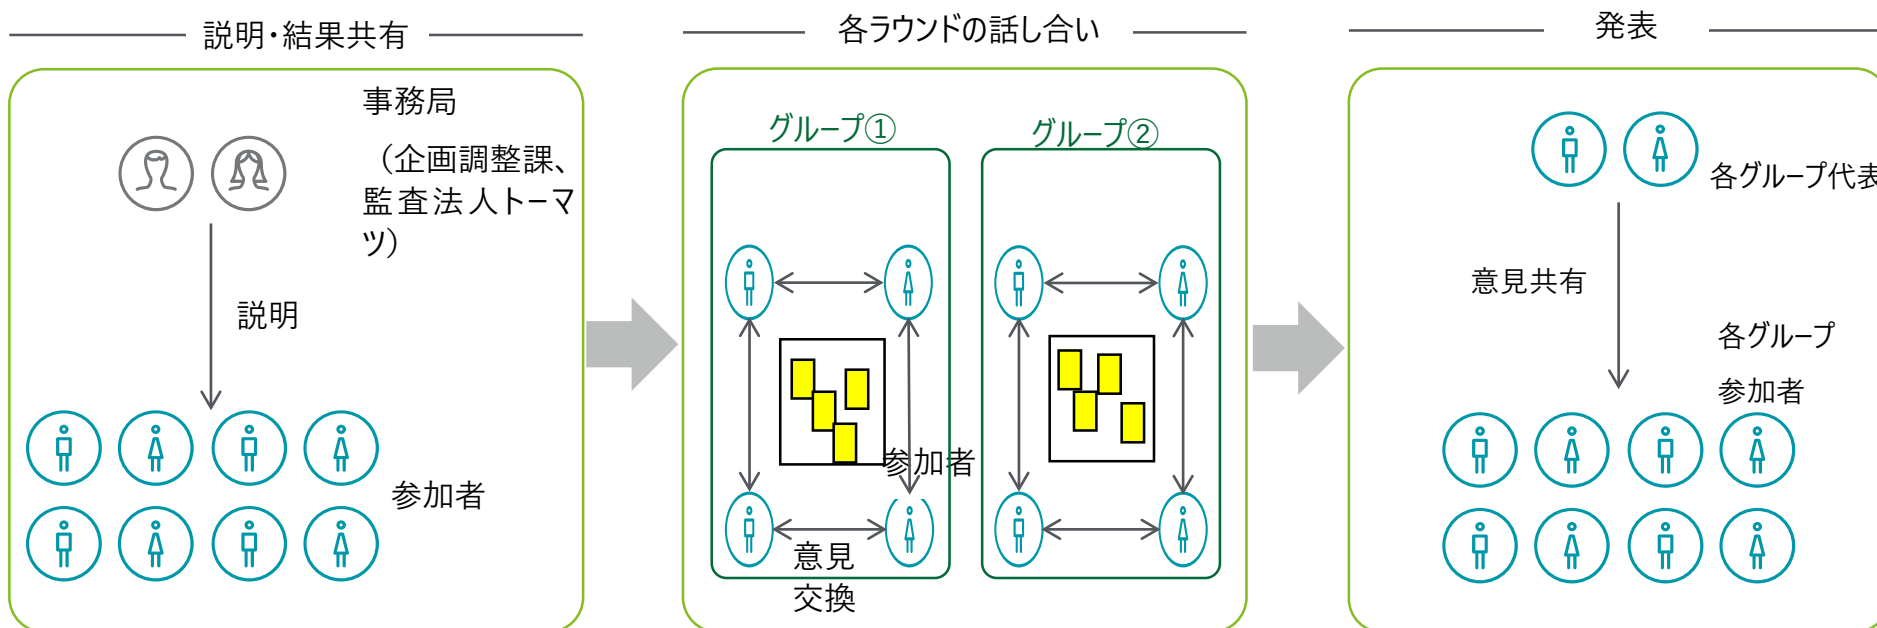 説明・結果共有
事務局
（企画調整課、
監査法人トーマ
ツ）
説明
参加者
各ラウンドの話し合い
グループ①
グループ②
参加者
意見
交換
発表
各グループ代表
意見共有
各グループ
参加者